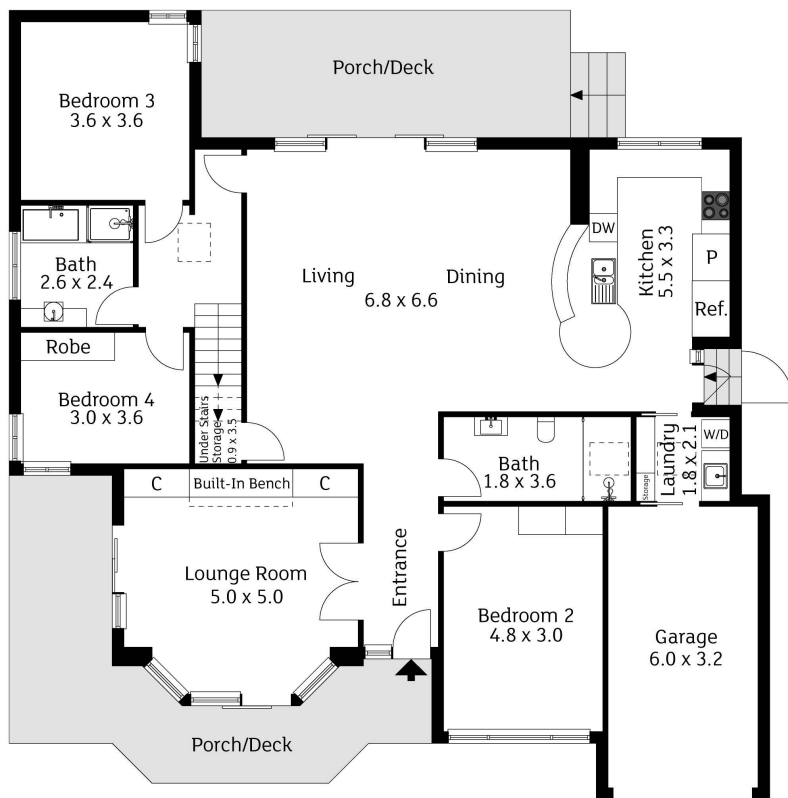 Porch/Deck
Bedroom 3
3.6 x 3.6
Bath
2.6 x 2.4
Living
Dining
6.8 x 6.6
DW
Kitchen
5.5 x 3.3
P
Ref.
Robe
Bedroom 4
3.0 x 3.6
Under Stairs
Storage
0.9 x 3.5
Bath
1.8 x 3.6
Storage
Laundry
1.8 x 2.1
W/D
C
Built-In Bench
C
Lounge Room
5.0 x 5.0
Entrance
Bedroom 2
4.8 x 3.0
Garage
6.0 x 3.2
Porch/Deck